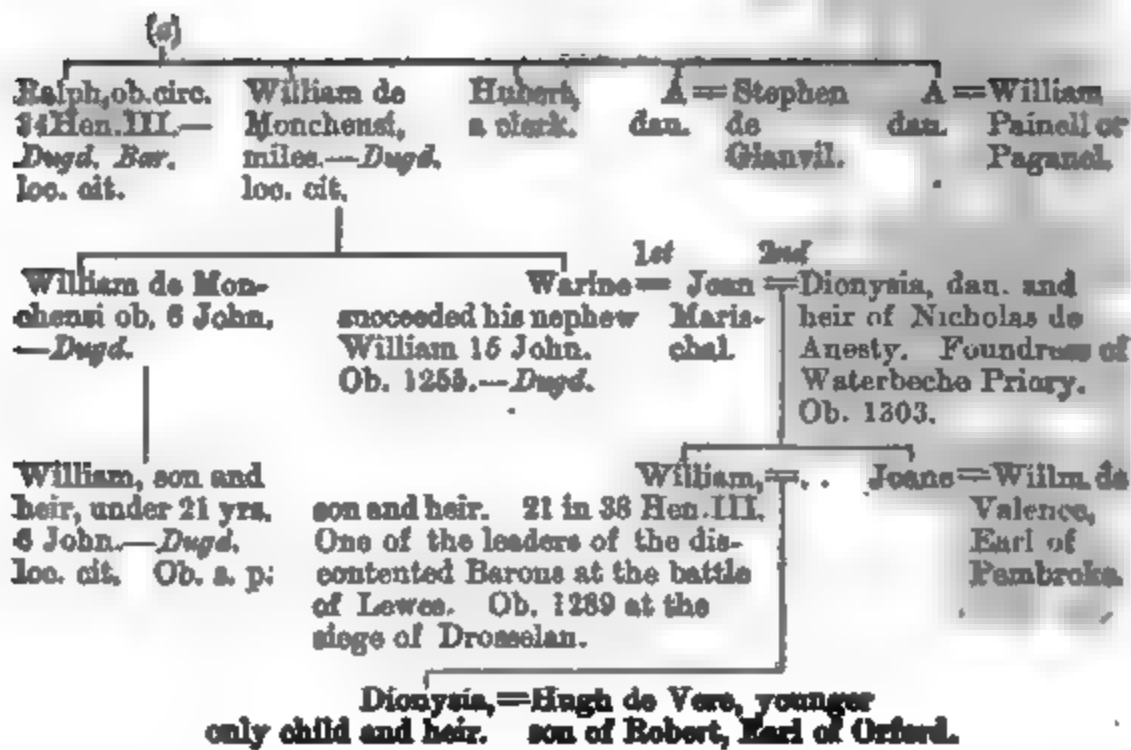 (a)
Ralph, ob. circ. William de Hubert, A = Stephen A = William
34 Hen. III.— Monchensi, a clerk. dau. de dau. Painell or
Dugd. Bar. miles.—Dugd. Glanvil. Paganel.
loc. cit. loc. cit.
1st 2nd
William de Mon- Warine = Joan = Dionysia, dau. and
chensi ob. 6 John. succeeded his nephew Maris- heir of Nicholas de
—Dugd. William 15 John. chal. Anesty. Foundress of
Ob. 1255.—Dugd. Waterbeche Priory.
Ob. 1303.
William, son and William, = . . Joane = Willm. de
heir, under 21 yrs. son and heir. 21 in 38 Hen. III. Valence,
6 John.—Dugd. One of the leaders of the dis- Earl of
loc. cit. Ob. s. p. contented Barons at the battle Pembroke.
of Lewes. Ob. 1289 at the
siege of Drosselan.
Dionysia, = Hugh de Vere, younger
only child and heir. son of Robert, Earl of Oxford.